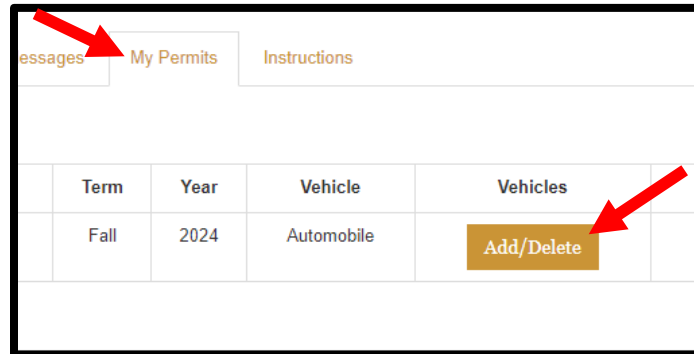 essages My Permits Instructions
Term Year Vehicle Vehicles
Fall 2024 Automobile Add/Delete